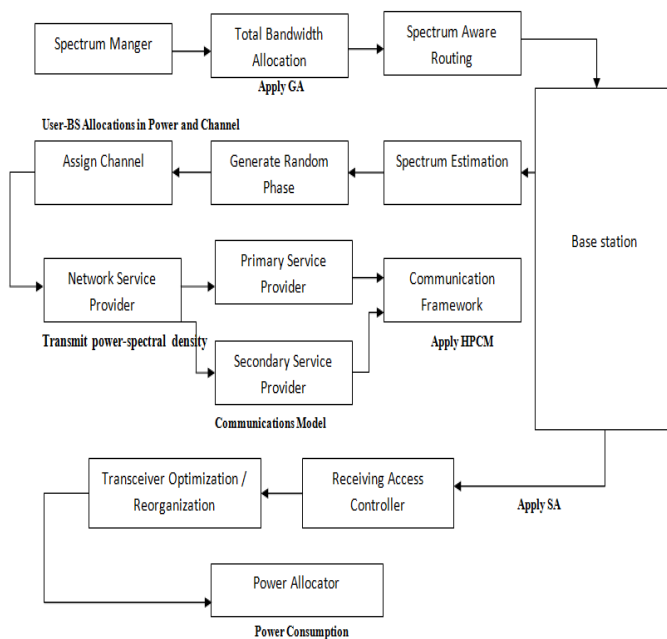 Spectrum Manger
Total Bandwidth
Allocation
Spectrum Aware
Routing
Apply GA
User-BS Allocations in Power and Channel
Assign Channel
Generate Random
Phase
Spectrum Estimation
Base station
Network Service
Provider
Primary Service
Provider
Communication
Framework
Transmit power-spectral density
Apply HPCM
Secondary Service
Provider
Communications Model
Transceiver Optimization /
Reorganization
Receiving Access
Controller
Apply SA
Power Allocator
Power Consumption